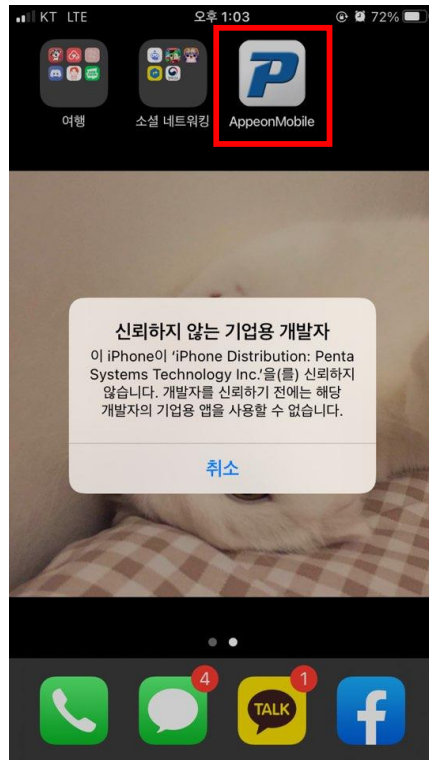 KT LTE 오후 1:03 72%
여행 소셜 네트워킹 AppeonMobile
신뢰하지 않는 기업용 개발자
이 iPhone이 ‘iPhone Distribution: Penta
Systems Technology Inc.’을(를) 신뢰하지
않습니다. 개발자를 신뢰하기 전에는 해당
개발자의 기업용 앱을 사용할 수 없습니다.
취소
4 1
TALK